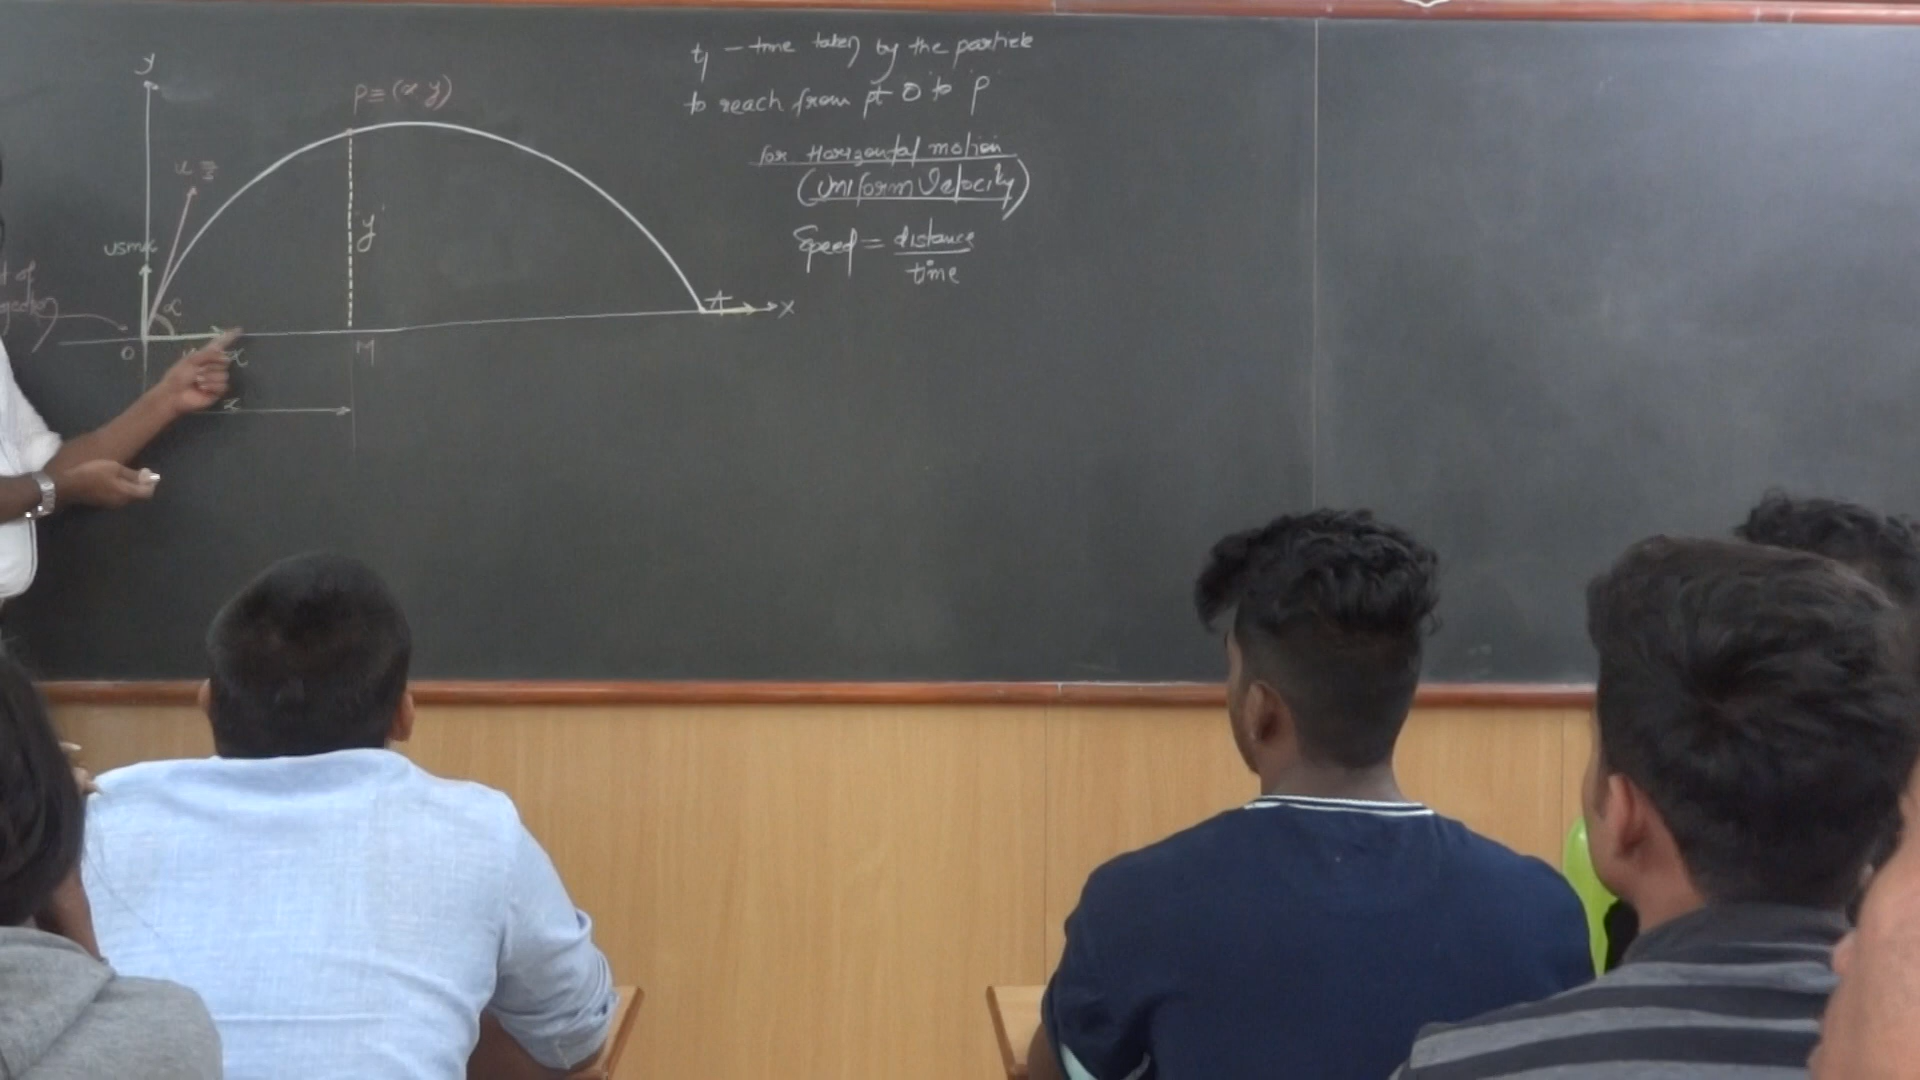 y
P≡(x y)
u m/s
y
α
O
M
A
X
x
t₁ – time taken by the particle
to reach from pt O to P
for Horizontal motion
(Uniform Velocity)
Speed = distance
time